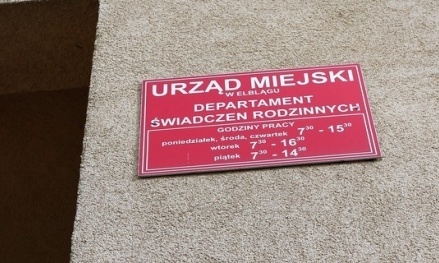 URZĄD MIEJSKI
W ELBLĄGU
DEPARTAMENT
ŚWIADCZEŃ RODZINNYCH
GODZINY PRACY
poniedziałek, środa, czwartek 7³⁰ - 15³⁰
wtorek 7³⁰ - 16³⁰
piątek 7³⁰ - 14³⁰